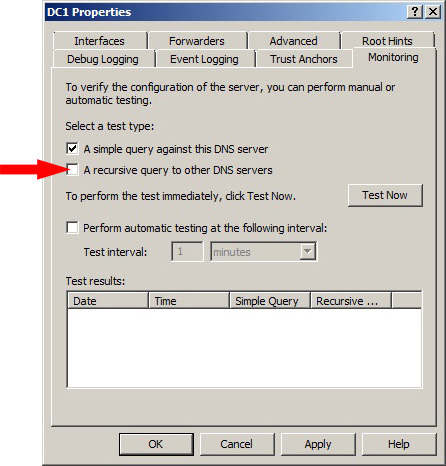 DC1 Properties
Interfaces Forwarders Advanced Root Hints
Debug Logging Event Logging Trust Anchors Monitoring
To verify the configuration of the server, you can perform manual or
automatic testing.
Select a test type:
A simple query against this DNS server
A recursive query to other DNS servers
To perform the test immediately, click Test Now. Test Now
Perform automatic testing at the following interval:
Test interval: 1 minutes
Test results:
Date Time Simple Query Recursive ...
OK Cancel Apply Help